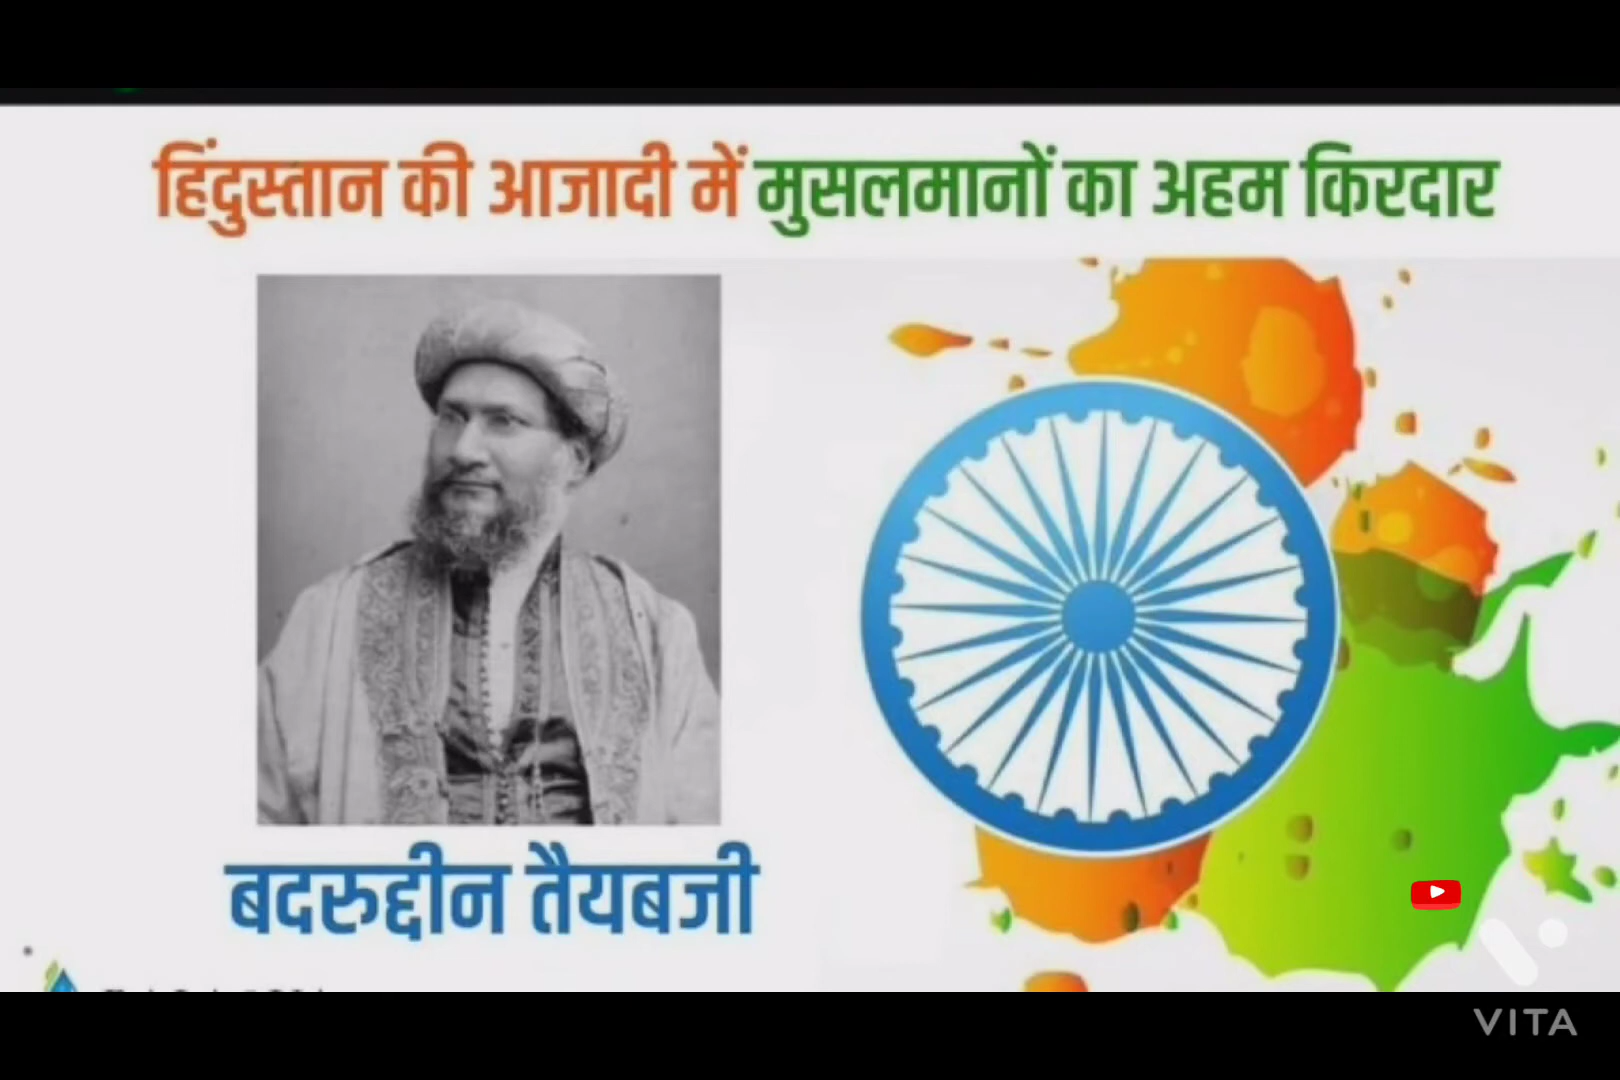 हिंदुस्तान की आजादी में मुसलमानों का अहम किरदार
बदरुद्दीन तैयबजी
VITA